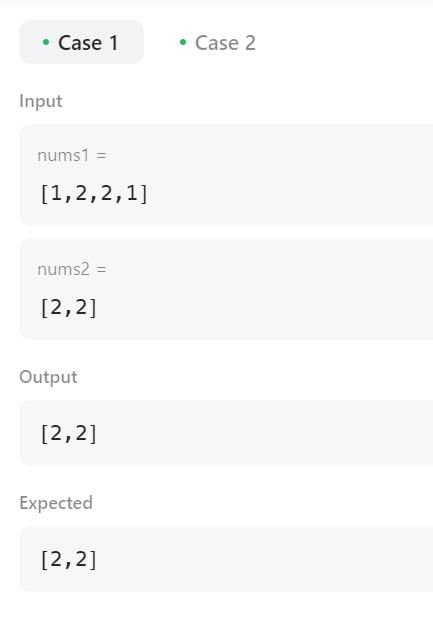 Case 1 Case 2
Input
nums1 =
[1,2,2,1]
nums2 =
[2,2]
Output
[2,2]
Expected
[2,2]